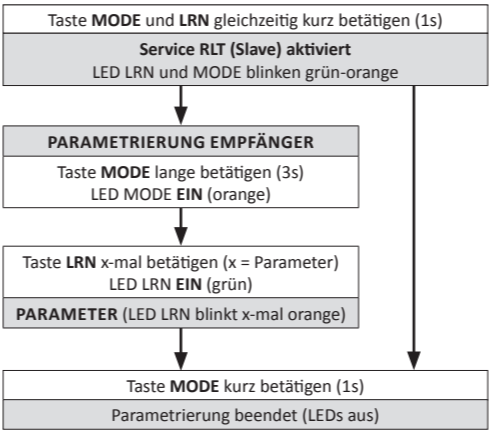 Taste MODE und LRN gleichzeitig kurz betätigen (1s)
Service RLT (Slave) aktiviert
LED LRN und MODE blinken grün-orange
PARAMETRIERUNG EMPFÄNGER
Taste MODE lange betätigen (3s)
LED MODE EIN (orange)
Taste LRN x-mal betätigen (x = Parameter)
LED LRN EIN (grün)
PARAMETER (LED LRN blinkt x-mal orange)
Taste MODE kurz betätigen (1s)
Parametrierung beendet (LEDs aus)